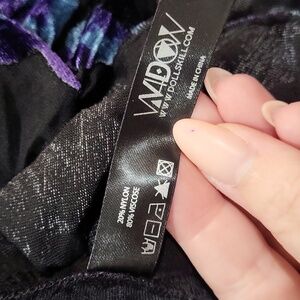 WIDOW
WWW.DOLLSKILL.COM
MADE IN CHINA
20% NYLON
80% VISCOSE